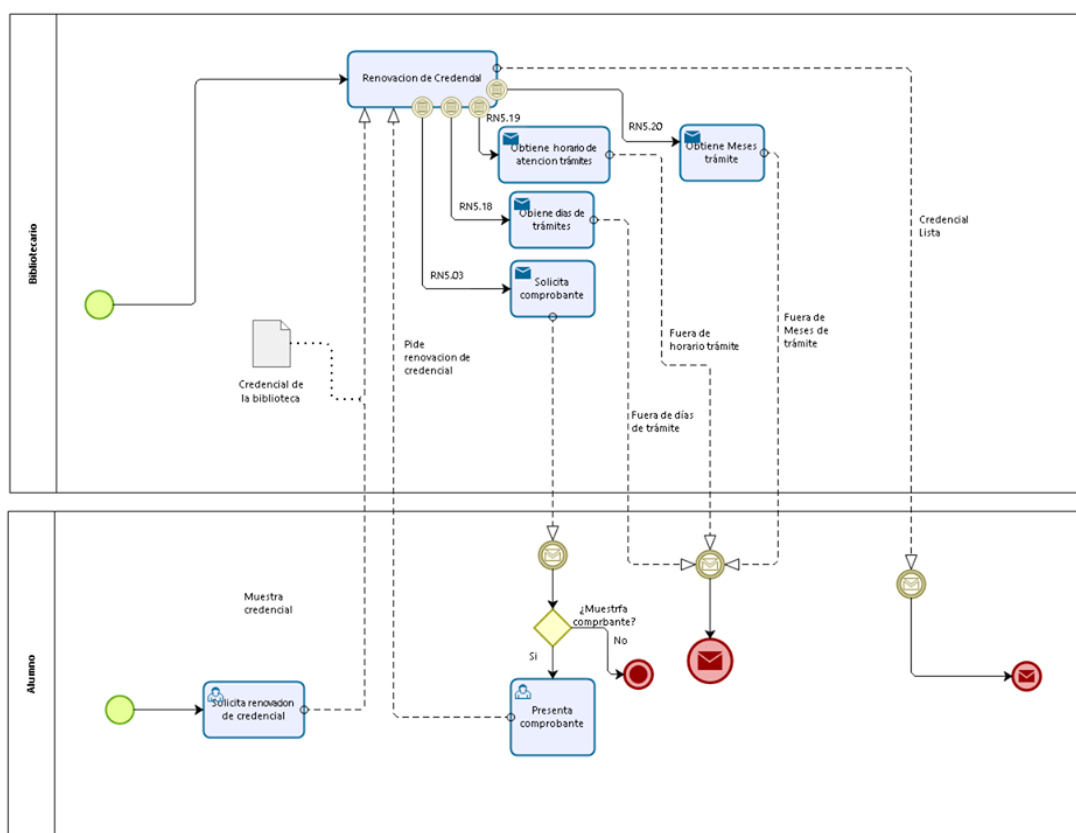 Bibliotecario
Renovacion de Credencial
RN5.19
Obtiene horario de
atencion trámites
RN5.20
Obtiene Meses
trámite
RN5.18
Obiene dias de
trámites
RN5.03
Solicita
comprobante
Credencial
Lista
Credencial de
la biblioteca
Pide
renovacion de
credencial
Fuera de
horario trámite
Fuera de
Meses de
trámite
Fuera de días
de trámite
Alumno
Muestra
credencial
¿Muestrfa
comprbante?
No
Si
Solicita renovadon
de credencial
Presenta
comprobante